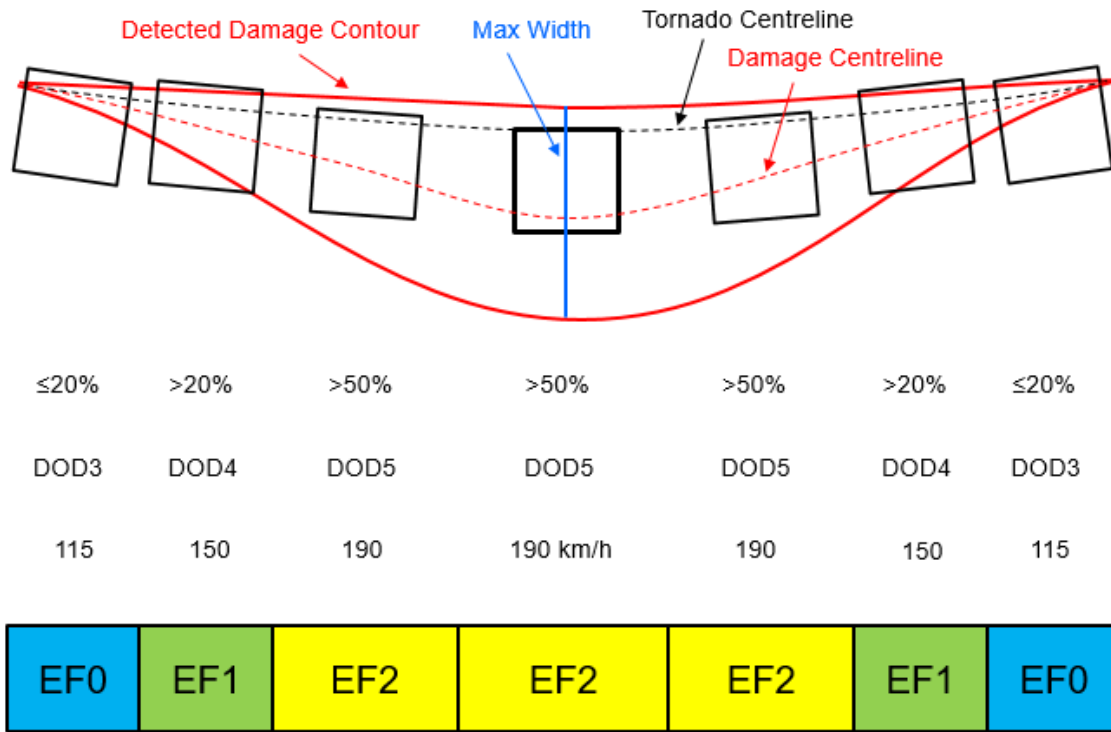 Tornado Centreline
Detected Damage Contour
Max Width
Damage Centreline
≤20% >20% >50% >50% >50% >20% ≤20%
DOD3 DOD4 DOD5 DOD5 DOD5 DOD4 DOD3
115 150 190 190 km/h 190 150 115
EF0 EF1 EF2 EF2 EF2 EF1 EF0